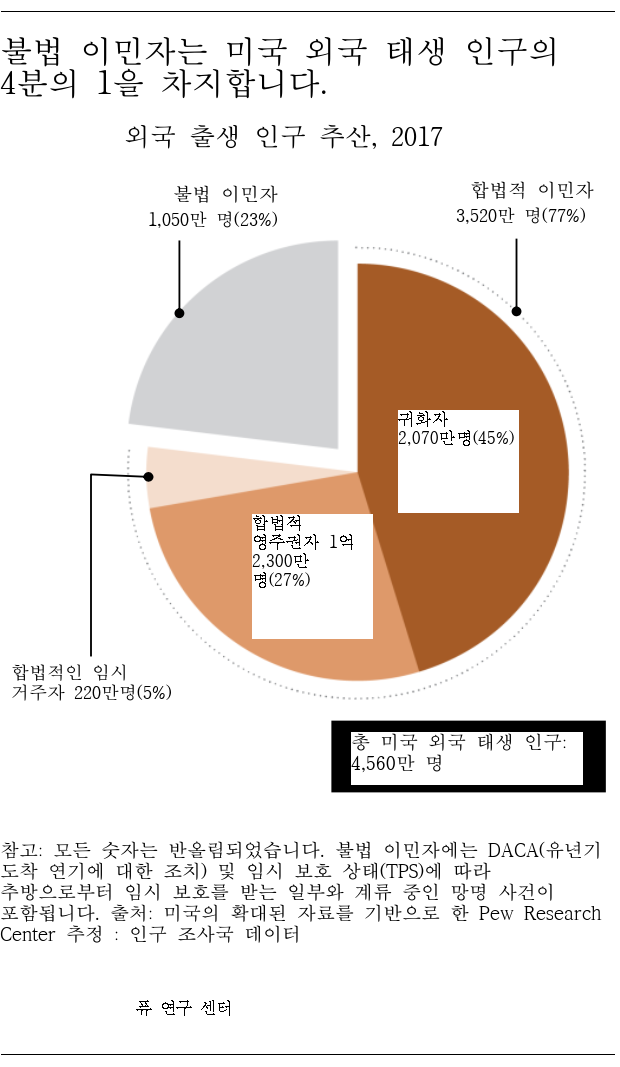 불법 이민자는 미국 외국 태생 인구의
4분의 1을 차지합니다.
외국 출생 인구 추산, 2017
불법 이민자
1,050만 명(23%)
합법적 이민자
3,520만 명(77%)
귀화자
2,070만명(45%)
합법적
영주권자 1억
2,300만
명(27%)
합법적인 임시
거주자 220만명(5%)
총 미국 외국 태생 인구:
4,560만 명
참고: 모든 숫자는 반올림되었습니다. 불법 이민자에는 DACA(유년기
도착 연기에 대한 조치) 및 임시 보호 상태(TPS)에 따라
추방으로부터 임시 보호를 받는 일부와 계류 중인 망명 사건이
포함됩니다. 출처: 미국의 확대된 자료를 기반으로 한 Pew Research
Center 추정 : 인구 조사국 데이터
퓨 연구 센터